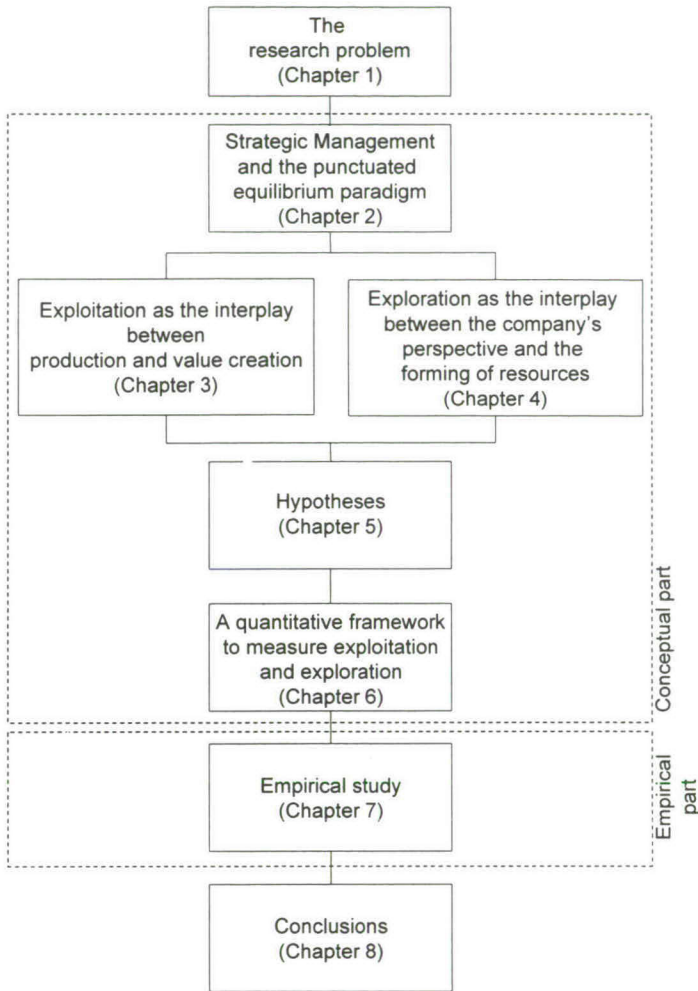 The
research problem
(Chapter 1)
Strategic Management
and the punctuated
equilibrium paradigm
(Chapter 2)
Exploitation as the interplay
between
production and value creation
(Chapter 3)
Exploration as the interplay
between the company's
perspective and the
forming of resources
(Chapter 4)
Hypotheses
(Chapter 5)
A quantitative framework
to measure exploitation
and exploration
(Chapter 6)
Conceptual part
Empirical study
(Chapter 7)
Empirical
part
Conclusions
(Chapter 8)